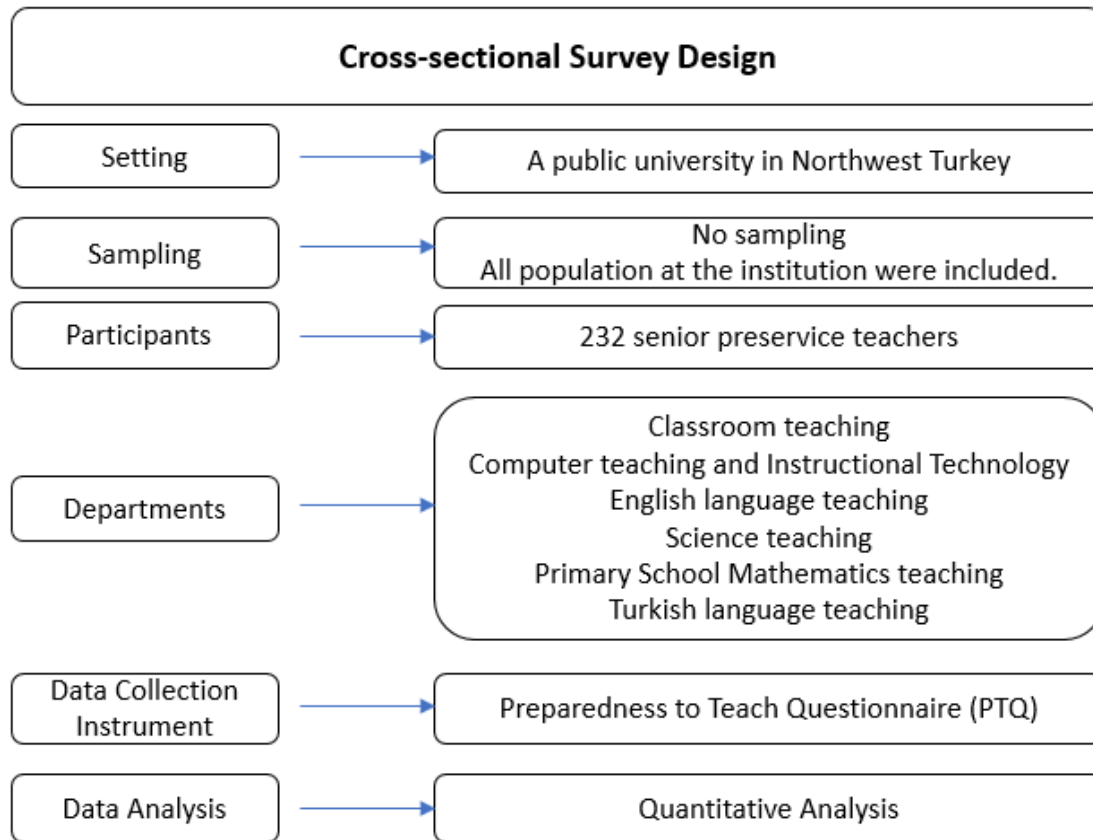 Cross-sectional Survey Design
Setting
A public university in Northwest Turkey
Sampling
No sampling
All population at the institution were included.
Participants
232 senior preservice teachers
Departments
Classroom teaching
Computer teaching and Instructional Technology
English language teaching
Science teaching
Primary School Mathematics teaching
Turkish language teaching
Data Collection
Instrument
Preparedness to Teach Questionnaire (PTQ)
Data Analysis
Quantitative Analysis